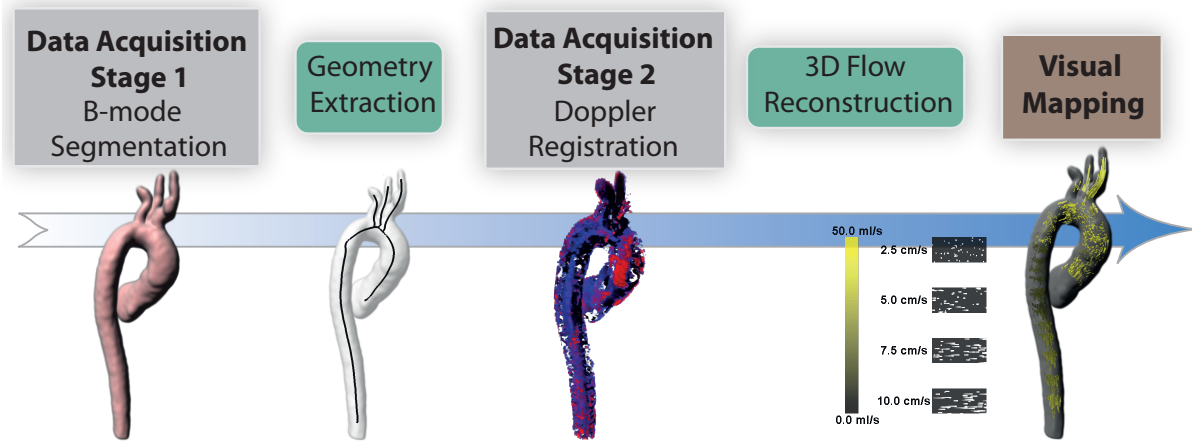 Data Acquisition
Stage 1
B-mode
Segmentation
Geometry
Extraction
Data Acquisition
Stage 2
Doppler
Registration
3D Flow
Reconstruction
Visual
Mapping
50.0 ml/s
2.5 cm/s
5.0 cm/s
7.5 cm/s
10.0 cm/s
0.0 ml/s